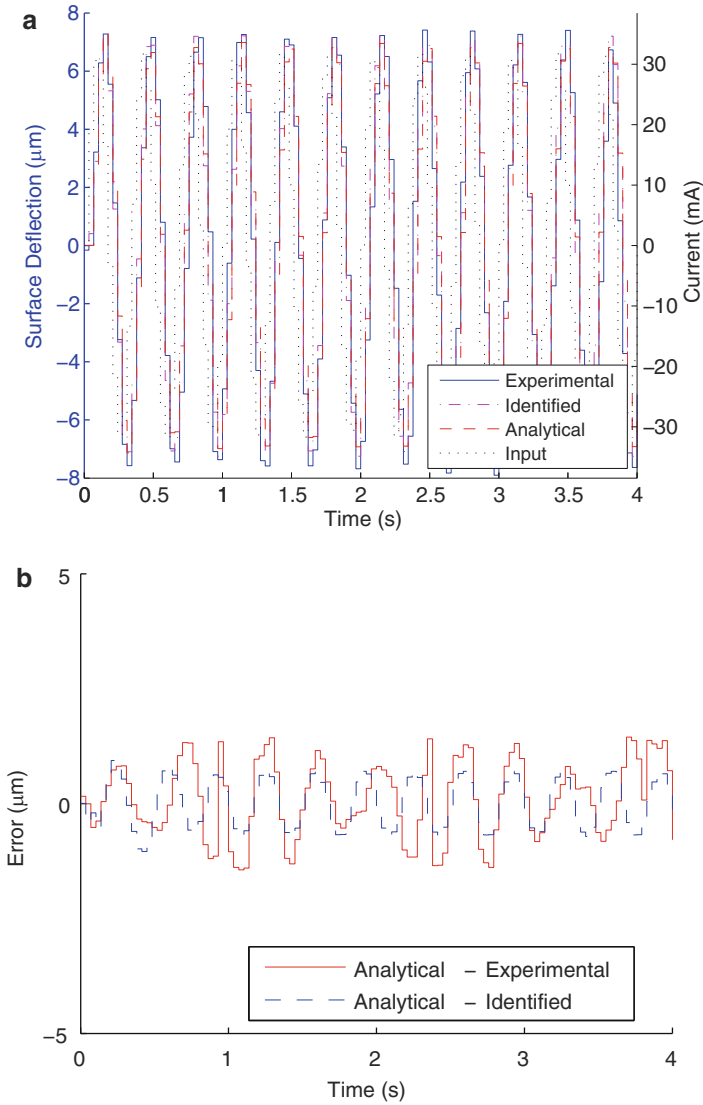 a
8
6
4
2
0
−2
−4
−6
−8
Surface Deflection (μm)
30
20
10
0
−10
−20
−30
Current (mA)
Experimental
Identified
Analytical
Input
0
0.5
1
1.5
2
2.5
3
3.5
4
Time (s)
b
5
0
−5
Error (μm)
Analytical – Experimental
Analytical – Identified
0
1
2
3
4
Time (s)